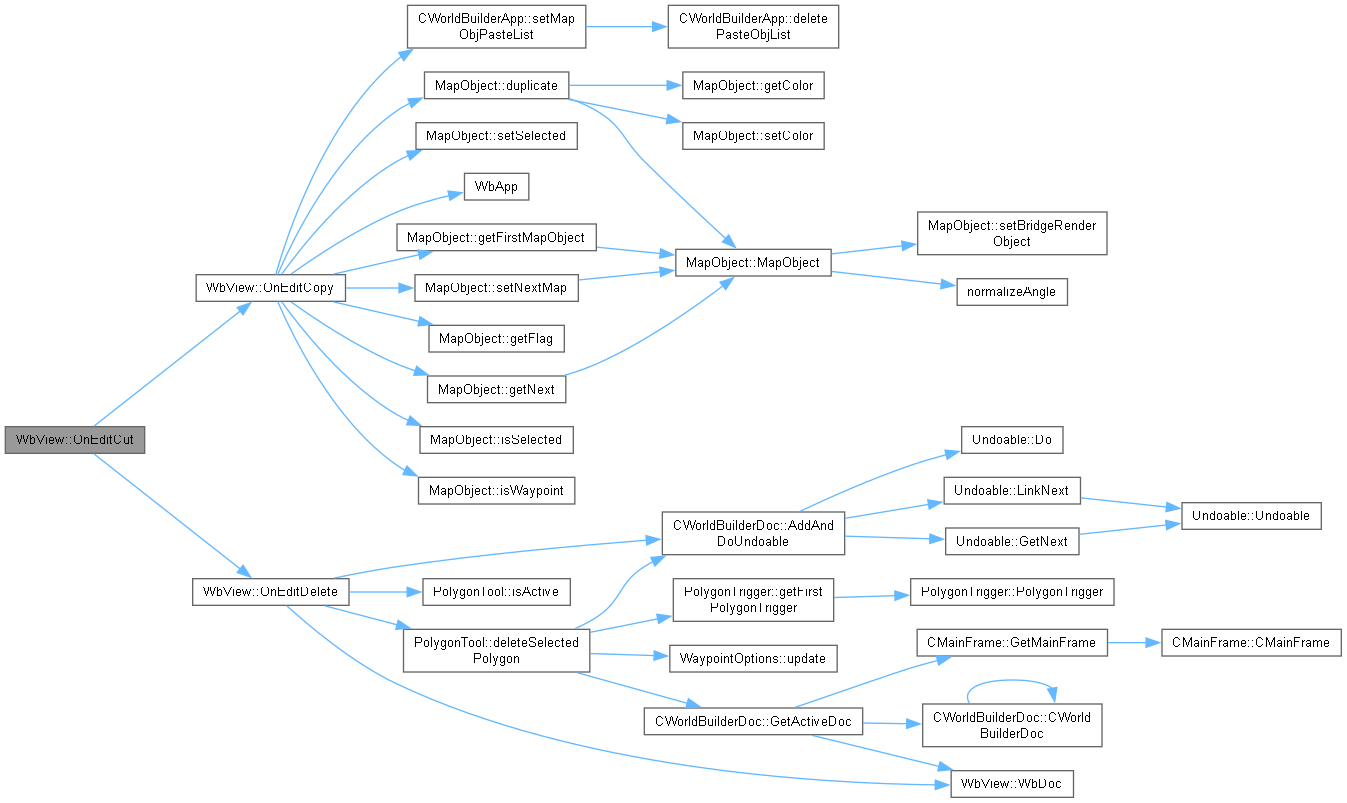 CWorldBuilderApp::setMap
ObjPasteList
CWorldBuilderApp::delete
PasteObjList
MapObject::duplicate
MapObject::getColor
MapObject::setSelected
MapObject::setColor
WbApp
MapObject::getFirstMapObject
MapObject::setBridgeRender
Object
MapObject::MapObject
WbView::OnEditCopy
MapObject::setNextMap
normalizeAngle
MapObject::getFlag
MapObject::getNext
WbView::OnEditCut
MapObject::isSelected
Undoable::Do
MapObject::isWaypoint
Undoable::LinkNext
Undoable::Undoable
CWorldBuilderDoc::AddAnd
DoUndoable
Undoable::GetNext
WbView::OnEditDelete
PolygonTool::isActive
PolygonTrigger::getFirst
PolygonTrigger
PolygonTrigger::PolygonTrigger
PolygonTool::deleteSelected
Polygon
CMainFrame::GetMainFrame
CMainFrame::CMainFrame
WaypointOptions::update
CWorldBuilderDoc::GetActiveDoc
CWorldBuilderDoc::CWorld
BuilderDoc
WbView::WbDoc